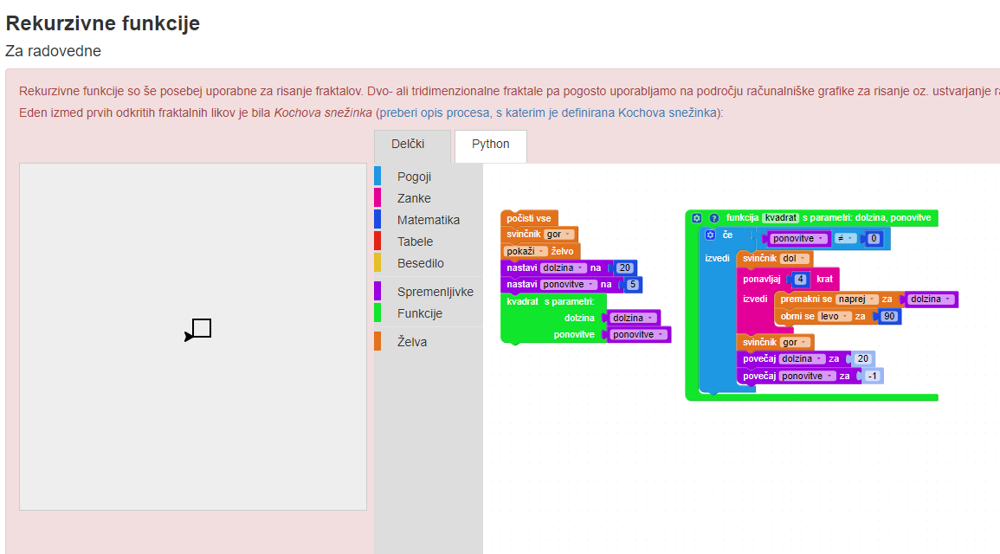 Rekurzivne funkcije
Za radovedne
Rekurzivne funkcije so še posebej uporabne za risanje fraktalov. Dvo- ali tridimenzionalne fraktale pa pogosto uporabljamo na področju računalniške grafike za risanje oz. ustvarjanje
Eden izmed prvih odkritih fraktalnih likov je bila Kochova snežinka (preberi opis procesa, s katerim je definirana Kochova snežinka):
Delčki
Python
Pogoji
Zanke
Matematika
Tabele
Besedilo
Spremenljivke
Funkcije
Želva
počisti vse
svinčnik gor
pokaži želvo
nastavi dolzina na 20
nastavi ponovitve na 5
kvadrat s parametri:
dolzina dolzina
ponovitve ponovitve
? funkcija kvadrat s parametri: dolzina, ponovitve
če ponovitve ≠ 0
izvedi svinčnik dol
ponavljaj 4 krat
izvedi premakni se naprej za dolzina
obrni se levo za 90
svinčnik gor
povečaj dolzina za 20
povečaj ponovitve za -1